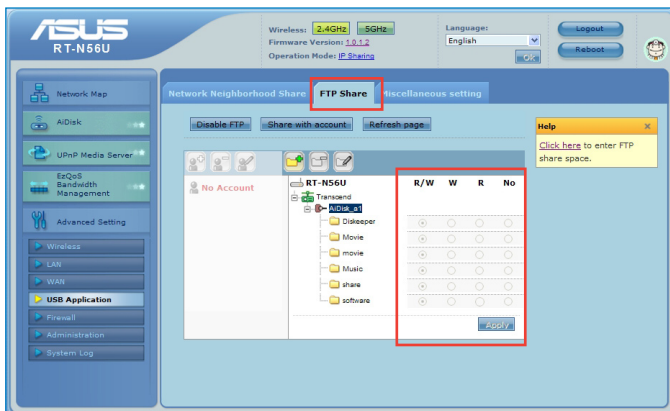 ASUS
RT-N56U
Wireless: 2.4GHz 5GHz
Firmware Version: 1.0.1.2
Operation Mode: IP Sharing
Language:
English
OK
Logout
Reboot
Network Map
AiDisk
UPnP Media Server
EzQoS
Bandwidth
Management
Advanced Setting
Wireless
LAN
WAN
USB Application
Firewall
Administration
System Log
Network Neighborhood Share FTP Share Miscellaneous setting
Disable FTP Share with account Refresh page
No Account
RT-N56U R/W W R No
Transcend
AiDisk_a1
Diskeeper
Movie
movie
Music
share
software
Apply
Help X
Click here to enter FTP
share space.